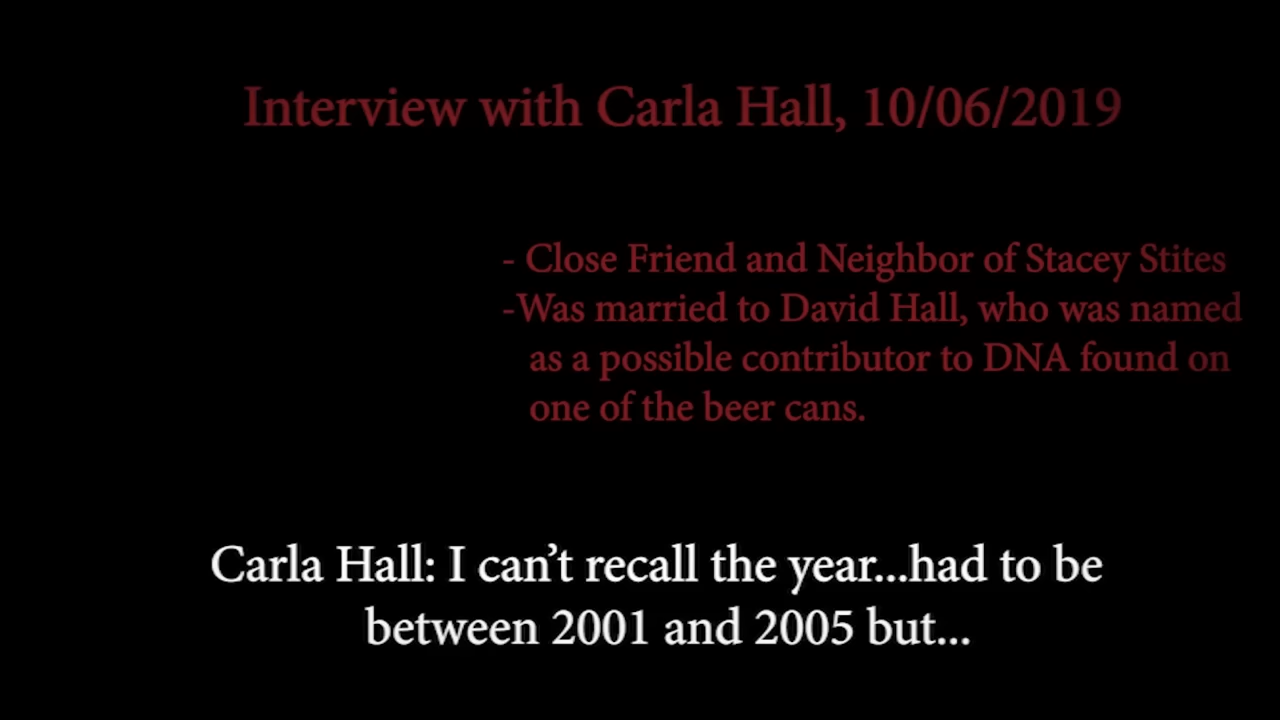 Interview with Carla Hall, 10/06/2019
- Close Friend and Neighbor of Stacey Stites
-Was married to David Hall, who was named
as a possible contributor to DNA found on
one of the beer cans.
Carla Hall: I can’t recall the year...had to be
between 2001 and 2005 but...